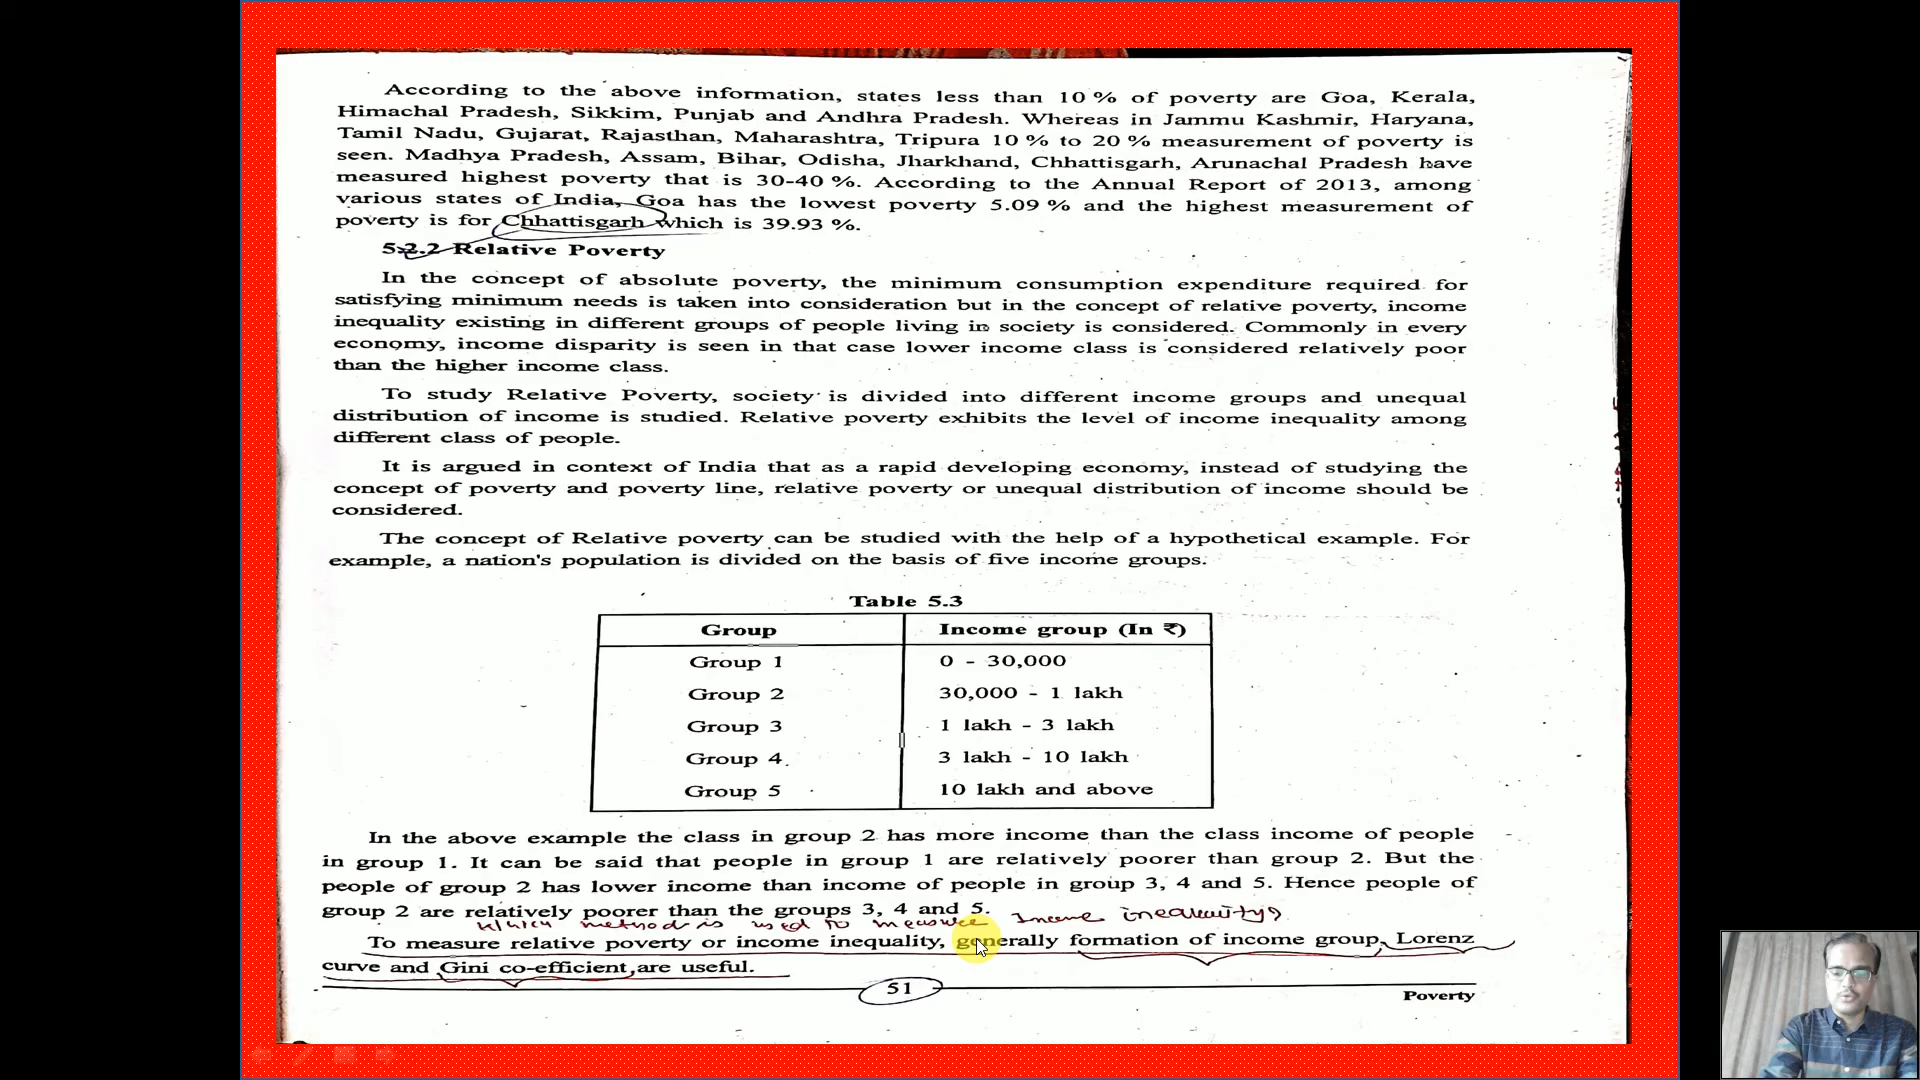 According to the above information, states less than 10 % of poverty are Goa, Kerala,
Himachal Pradesh, Sikkim, Punjab and Andhra Pradesh. Whereas in Jammu Kashmir, Haryana,
Tamil Nadu, Gujarat, Rajasthan, Maharashtra, Tripura 10 % to 20 % measurement of poverty is
seen. Madhya Pradesh, Assam, Bihar, Odisha, Jharkhand, Chhattisgarh, Arunachal Pradesh have
measured highest poverty that is 30-40 %. According to the Annual Report of 2013, among
various states of India, Goa has the lowest poverty 5.09 % and the highest measurement of
poverty is for Chhattisgarh which is 39.93 %.
5.2.2 Relative Poverty
In the concept of absolute poverty, the minimum consumption expenditure required for
satisfying minimum needs is taken into consideration but in the concept of relative poverty, income
inequality existing in different groups of people living in society is considered. Commonly in every
economy, income disparity is seen in that case lower income class is considered relatively poor
than the higher income class.
To study Relative Poverty, society is divided into different income groups and unequal
distribution of income is studied. Relative poverty exhibits the level of income inequality among
different class of people.
It is argued in context of India that as a rapid developing economy, instead of studying the
concept of poverty and poverty line, relative poverty or unequal distribution of income should be
considered.
The concept of Relative poverty can be studied with the help of a hypothetical example. For
example, a nation's population is divided on the basis of five income groups.
Table 5.3
Group Income group (In ₹)
Group 1 0 - 30,000
Group 2 30,000 - 1 lakh
Group 3 1 lakh - 3 lakh
Group 4 3 lakh - 10 lakh
Group 5 10 lakh and above
In the above example the class in group 2 has more income than the class income of people
in group 1. It can be said that people in group 1 are relatively poorer than group 2. But the
people of group 2 has lower income than income of people in group 3, 4 and 5. Hence people of
group 2 are relatively poorer than the groups 3, 4 and 5.
which method is used to measure Income inequality?
To measure relative poverty or income inequality, generally formation of income group, Lorenz
curve and Gini co-efficient are useful.
51
Poverty